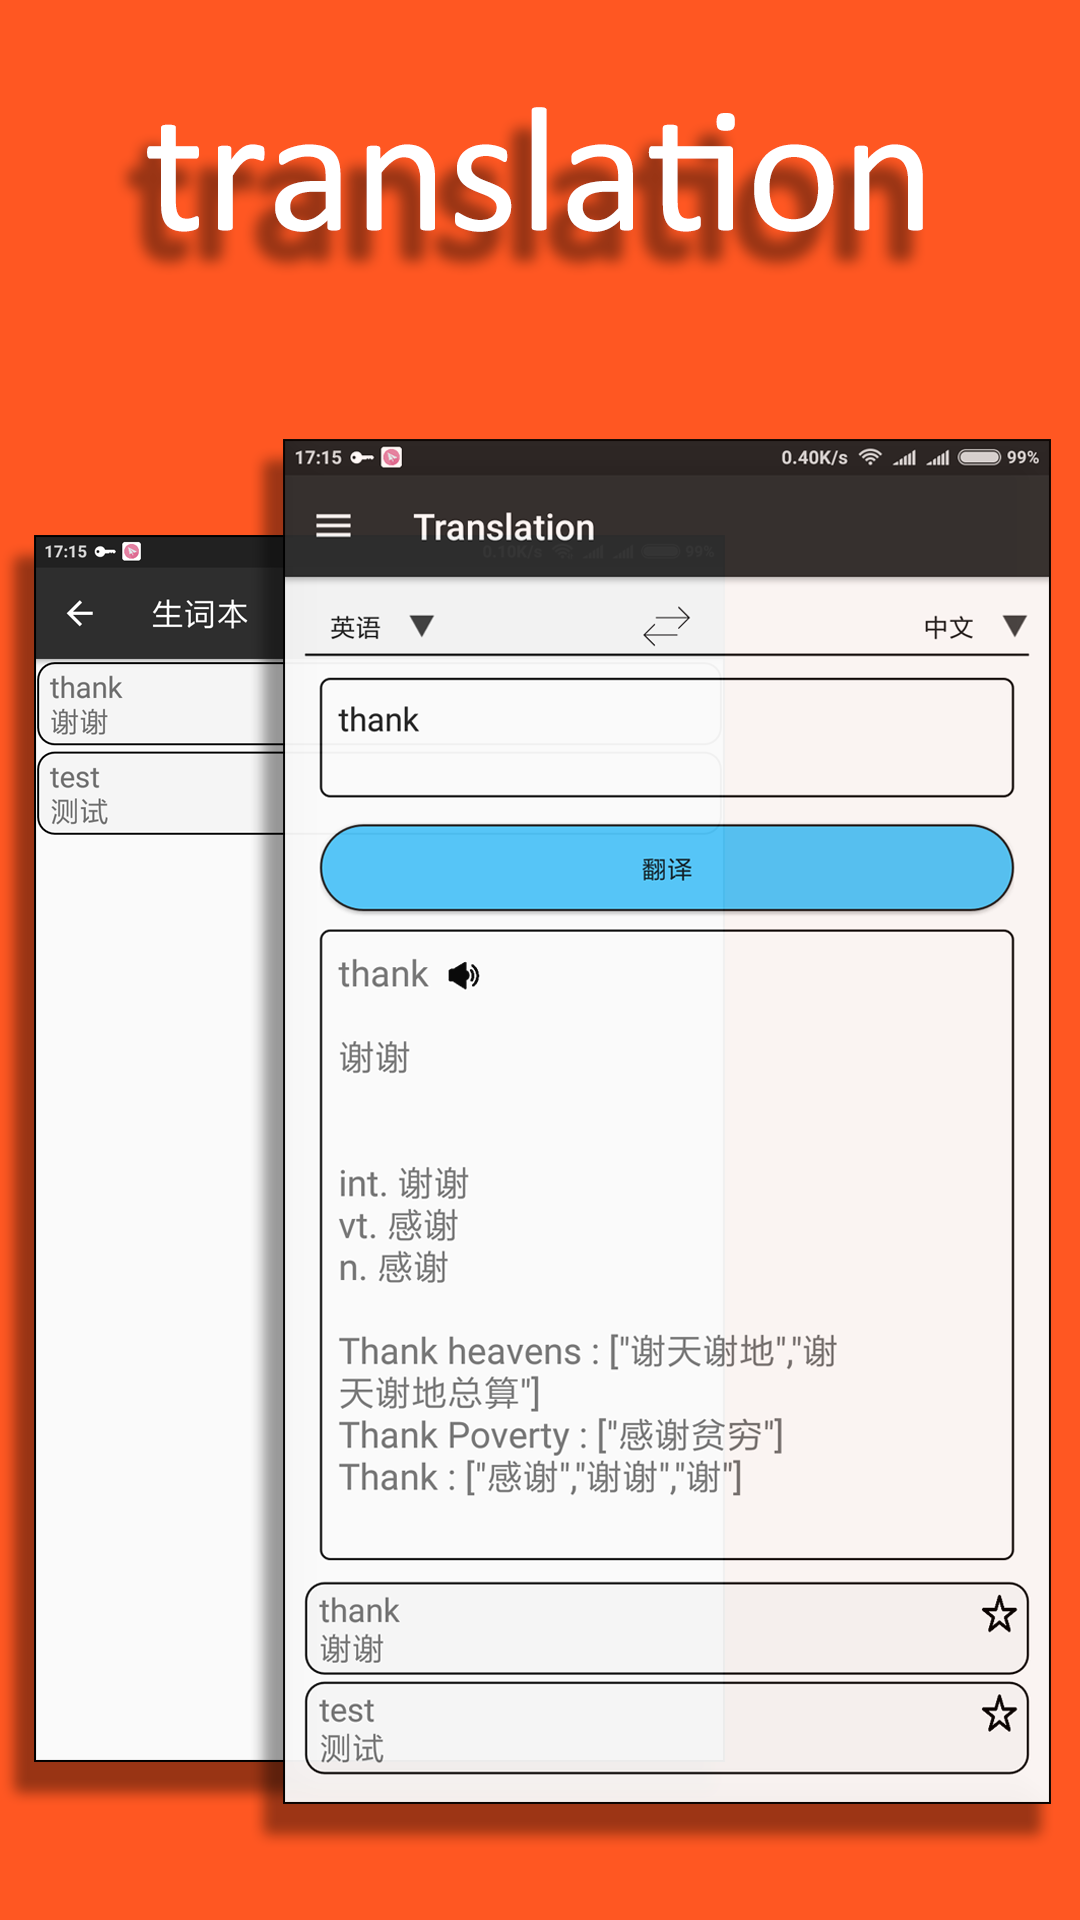 translation
17:15
0.40K/s
99%
Translation
英语
中文
thank
翻译
thank
谢谢
int. 谢谢
vt. 感谢
n. 感谢
Thank heavens : ["谢天谢地","谢
天谢地总算"]
Thank Poverty : ["感谢贫穷"]
Thank : ["感谢","谢谢","谢"]
thank
谢谢
test
测试
17:15
0.10K/s
99%
生词本
thank
谢谢
test
测试